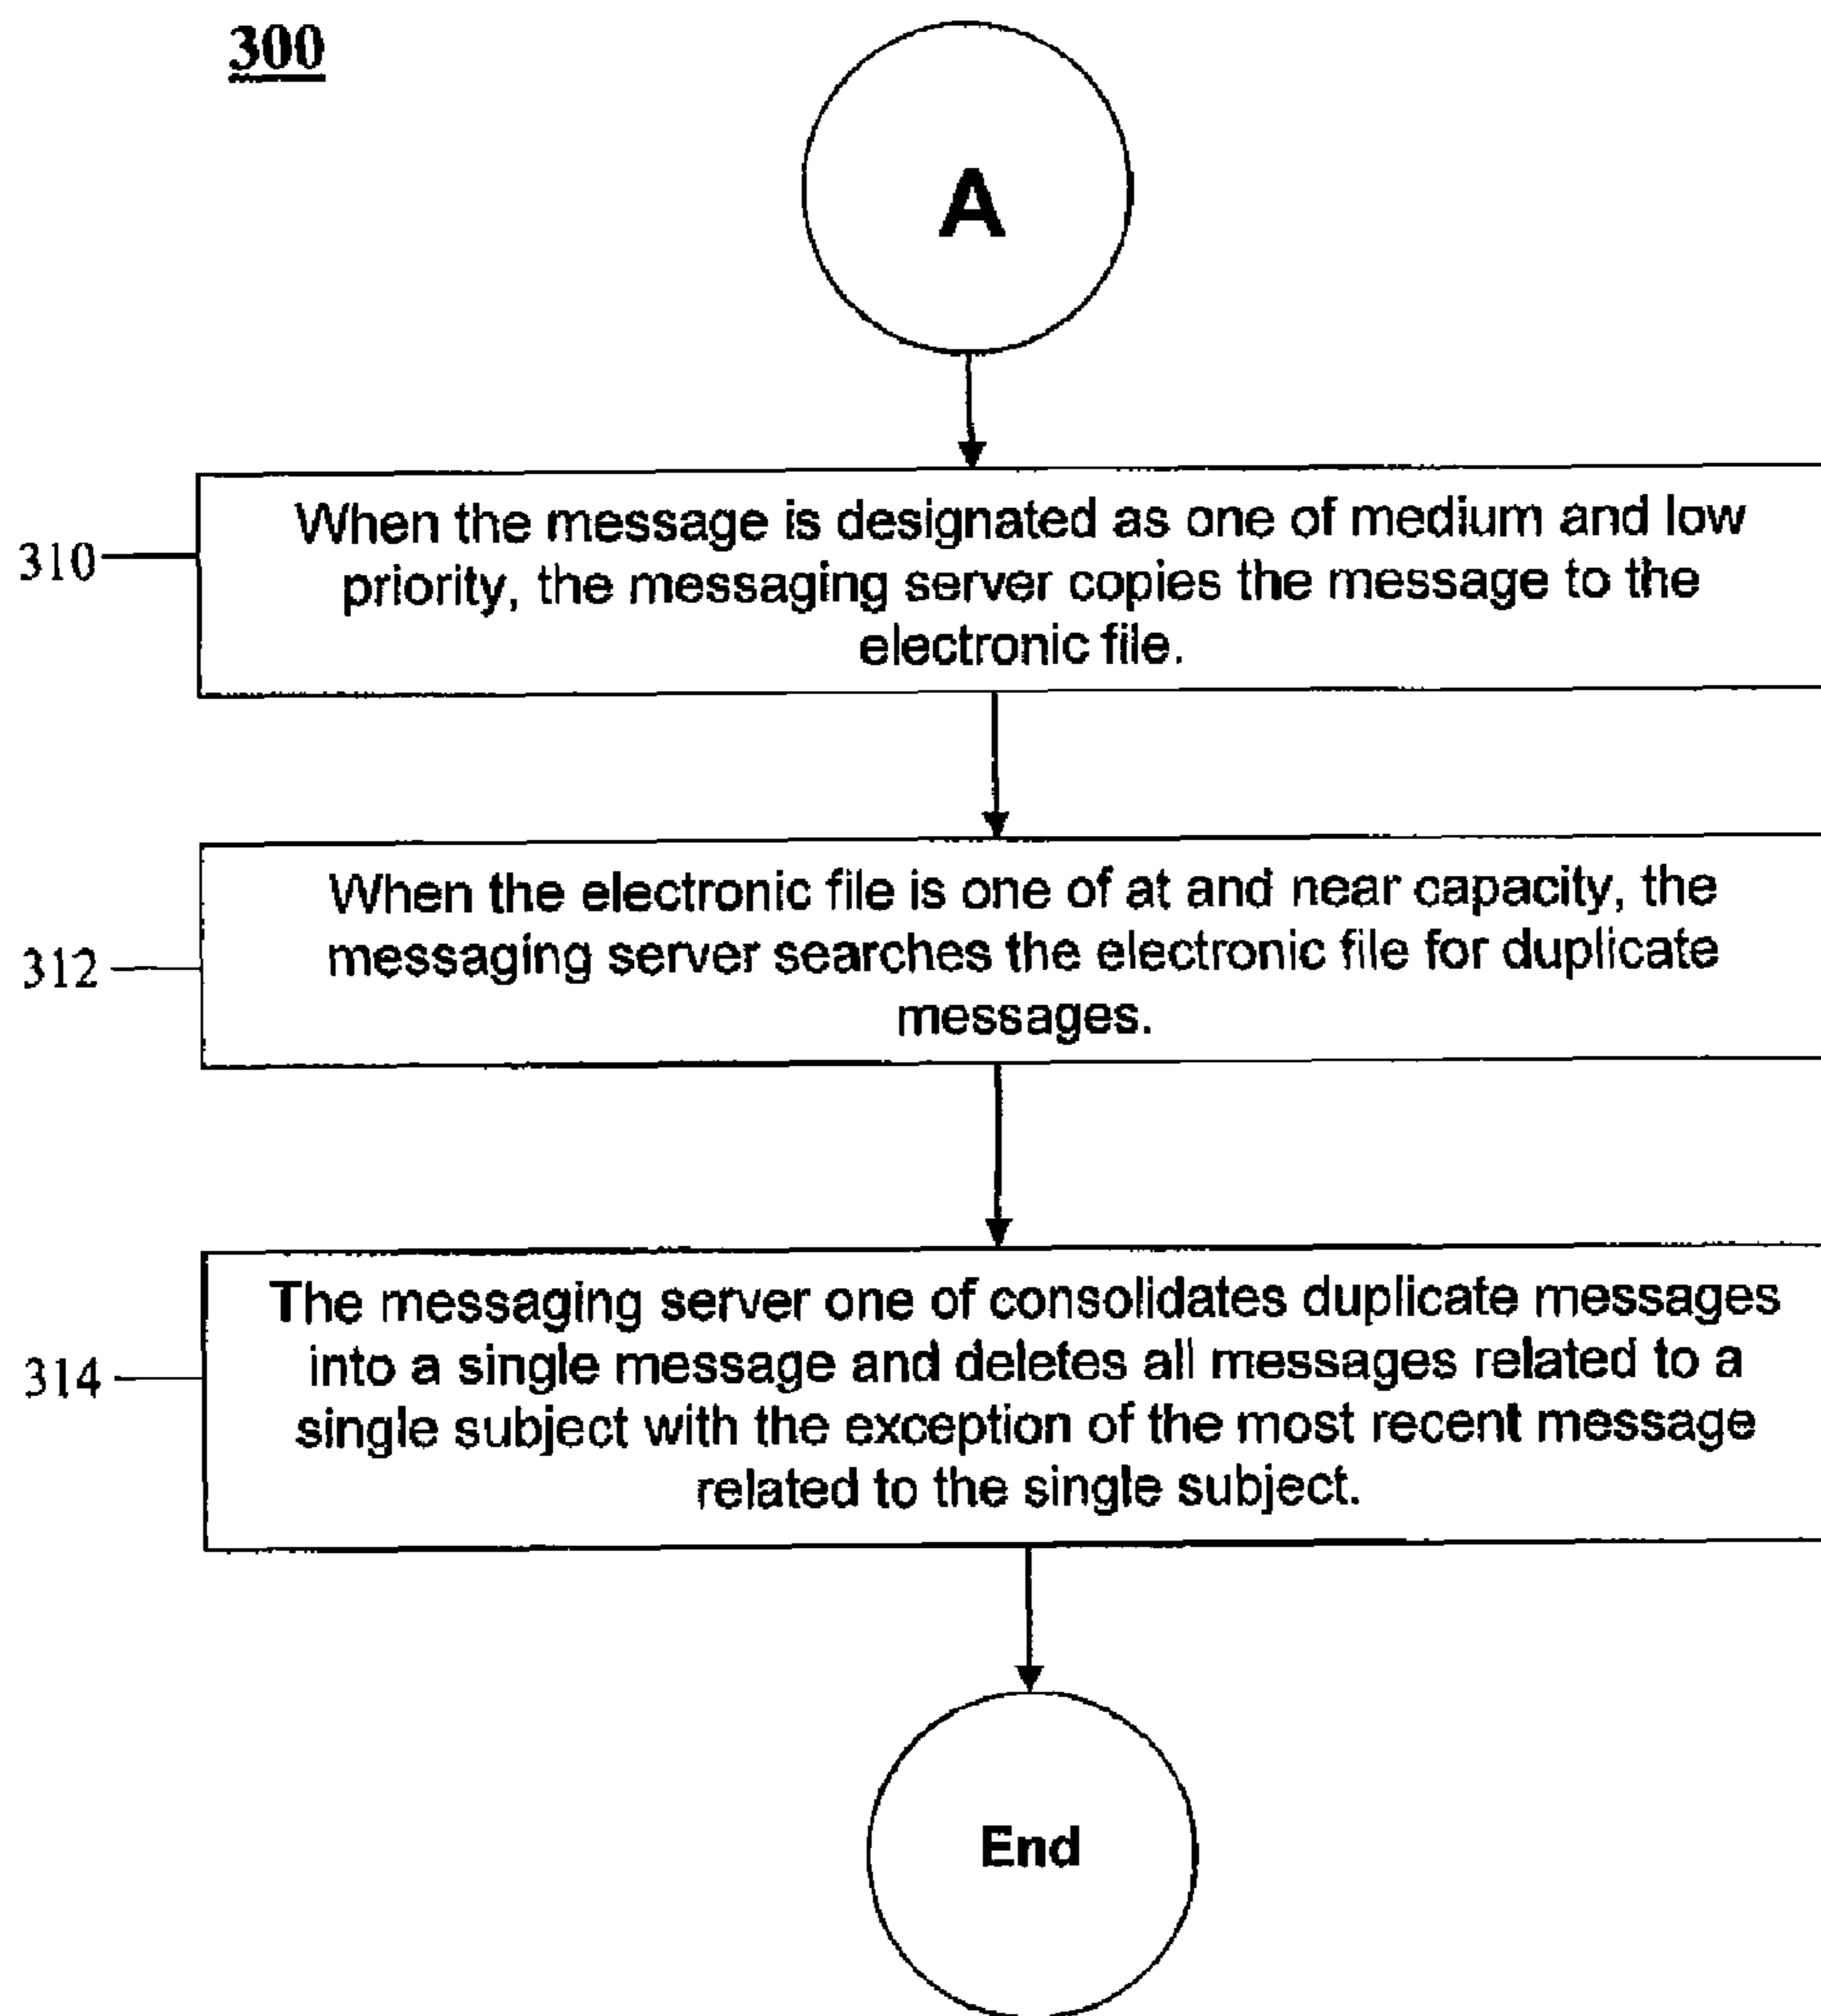 300
A
310
When the message is designated as one of medium and low
priority, the messaging server copies the message to the
electronic file.
312
When the electronic file is one of at and near capacity, the
messaging server searches the electronic file for duplicate
messages.
314
The messaging server one of consolidates duplicate messages
into a single message and deletes all messages related to a
single subject with the exception of the most recent message
related to the single subject.
End